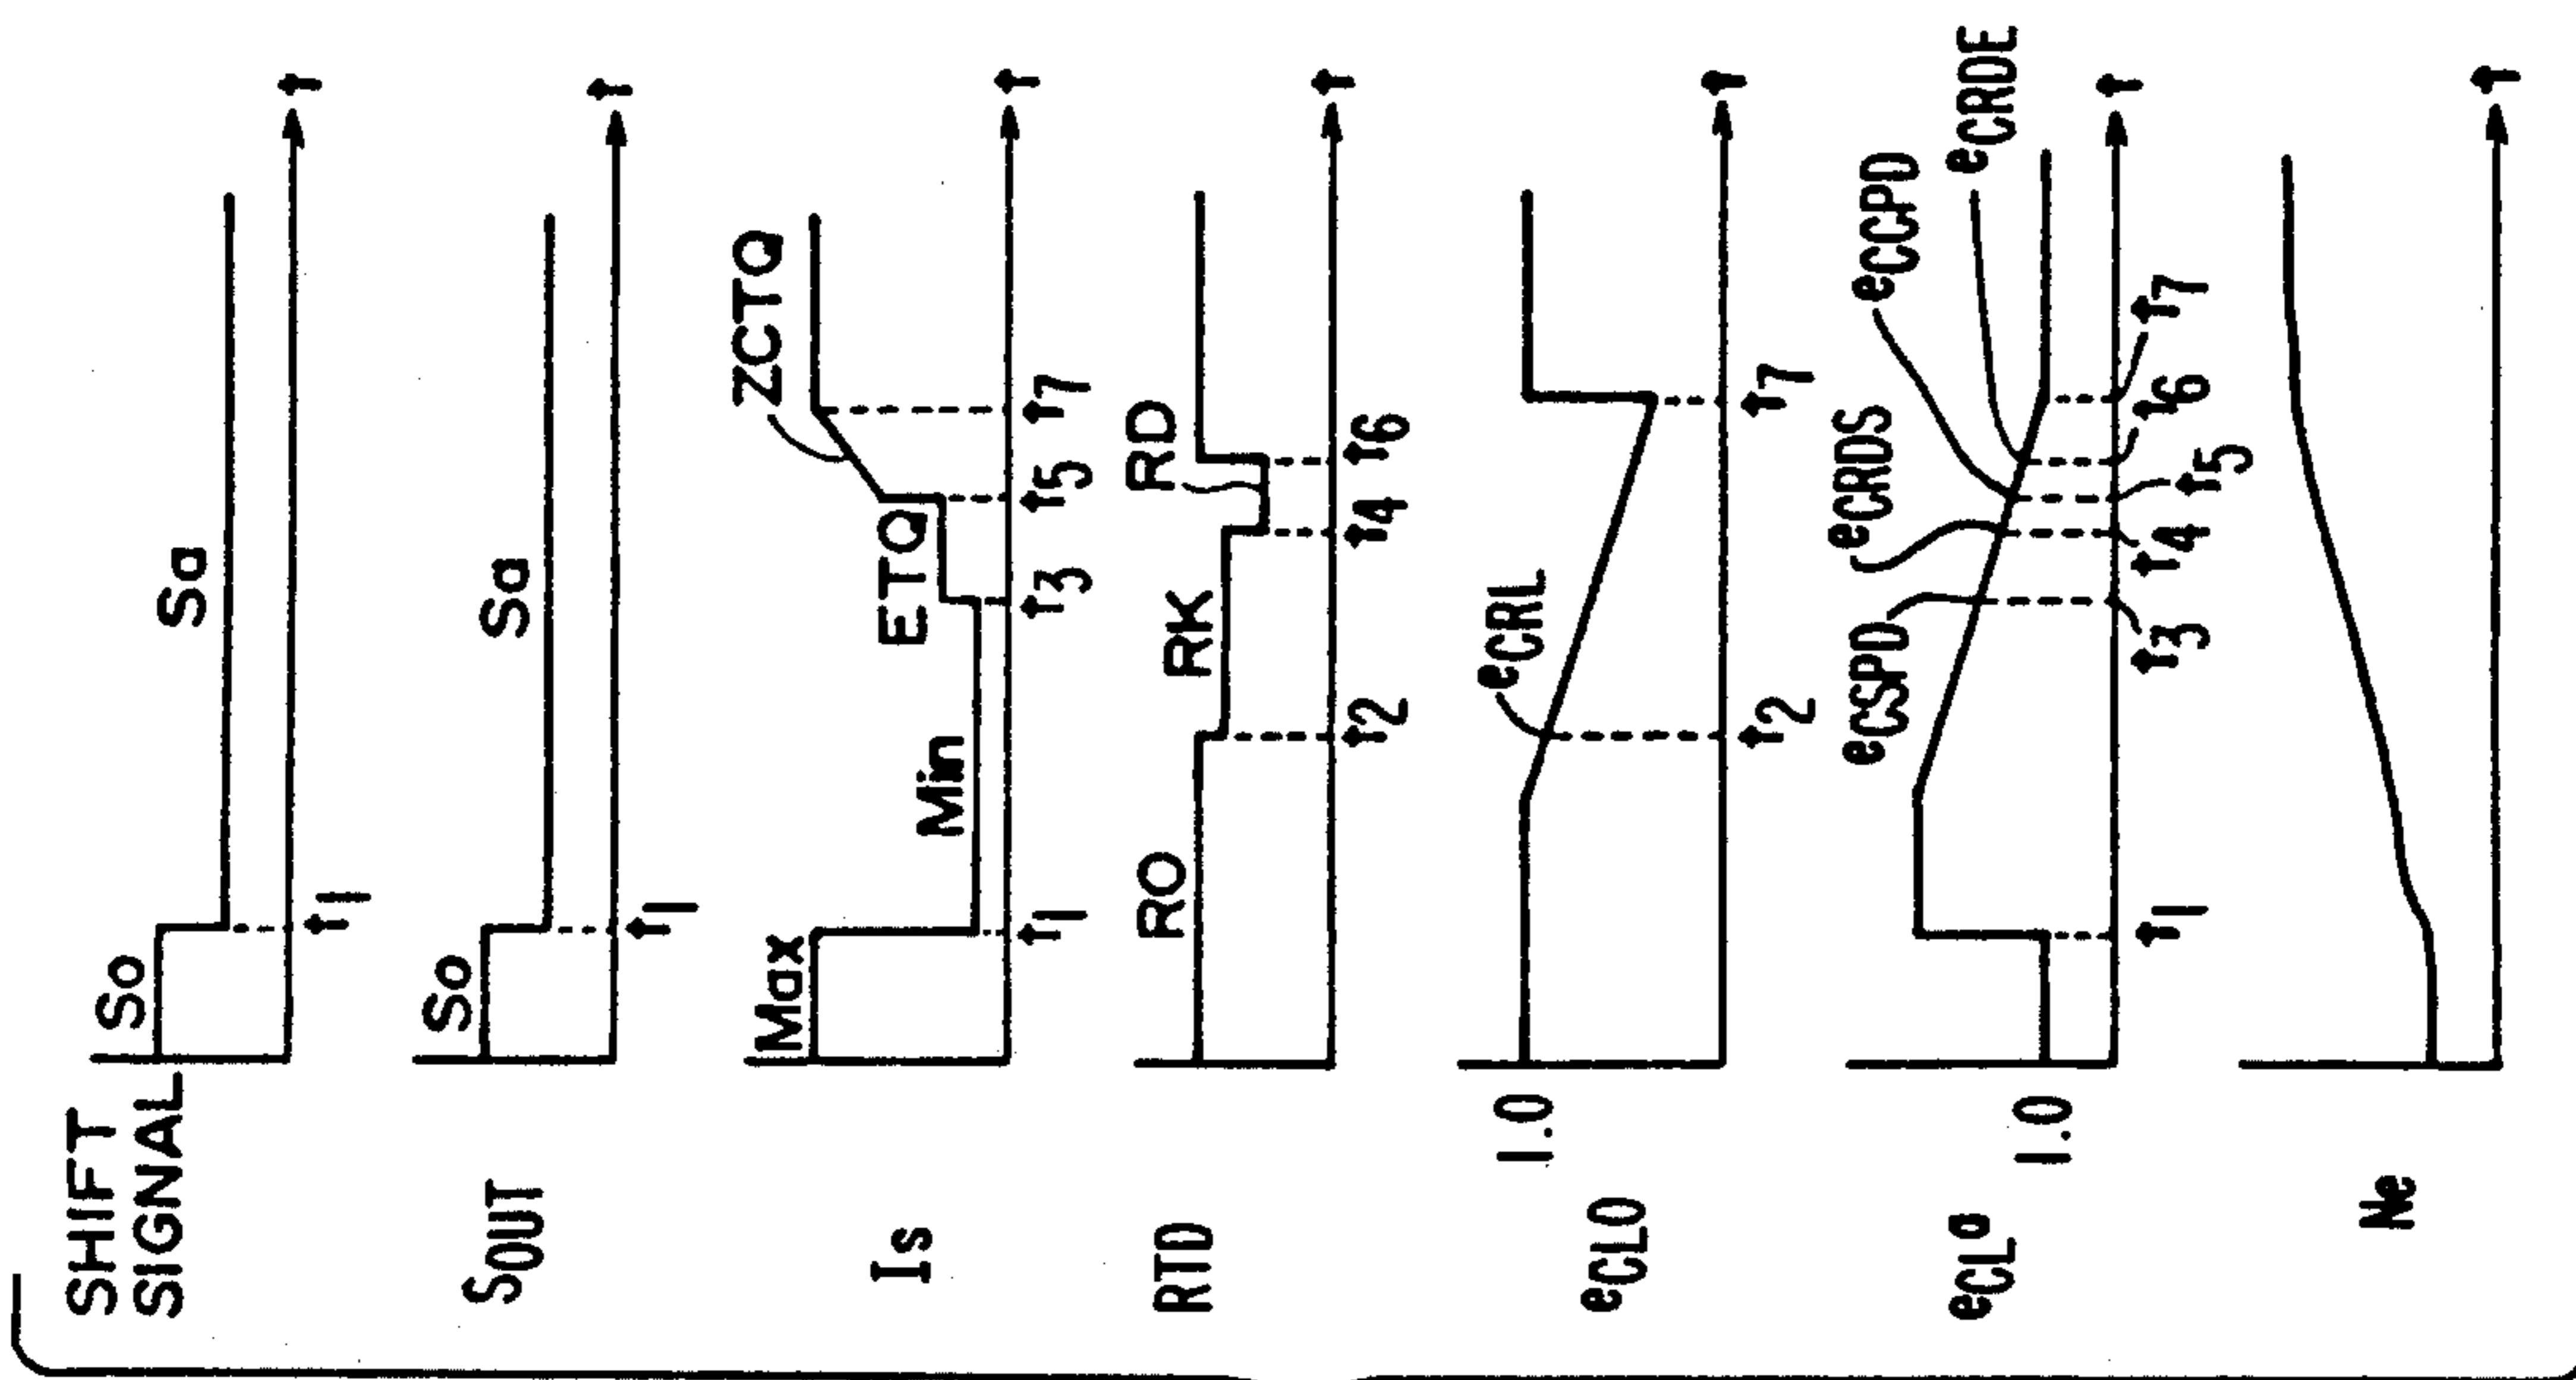 SHIFT
SIGNAL
So
Sa
t1
t
SOUT
So
Sa
t1
t
Is
Max
Min
ETQ
ZCTQ
t1
t3
t5
t7
t
RTD
RO
RK
RD
t2
t4
t6
t
eCLO
1.0
eCRL
t2
t7
t
eCLa
1.0
eCSPD
eCRDS
eCCPD
eCRDE
t1
t3
t4
t5
t6
t7
t
Ne
t